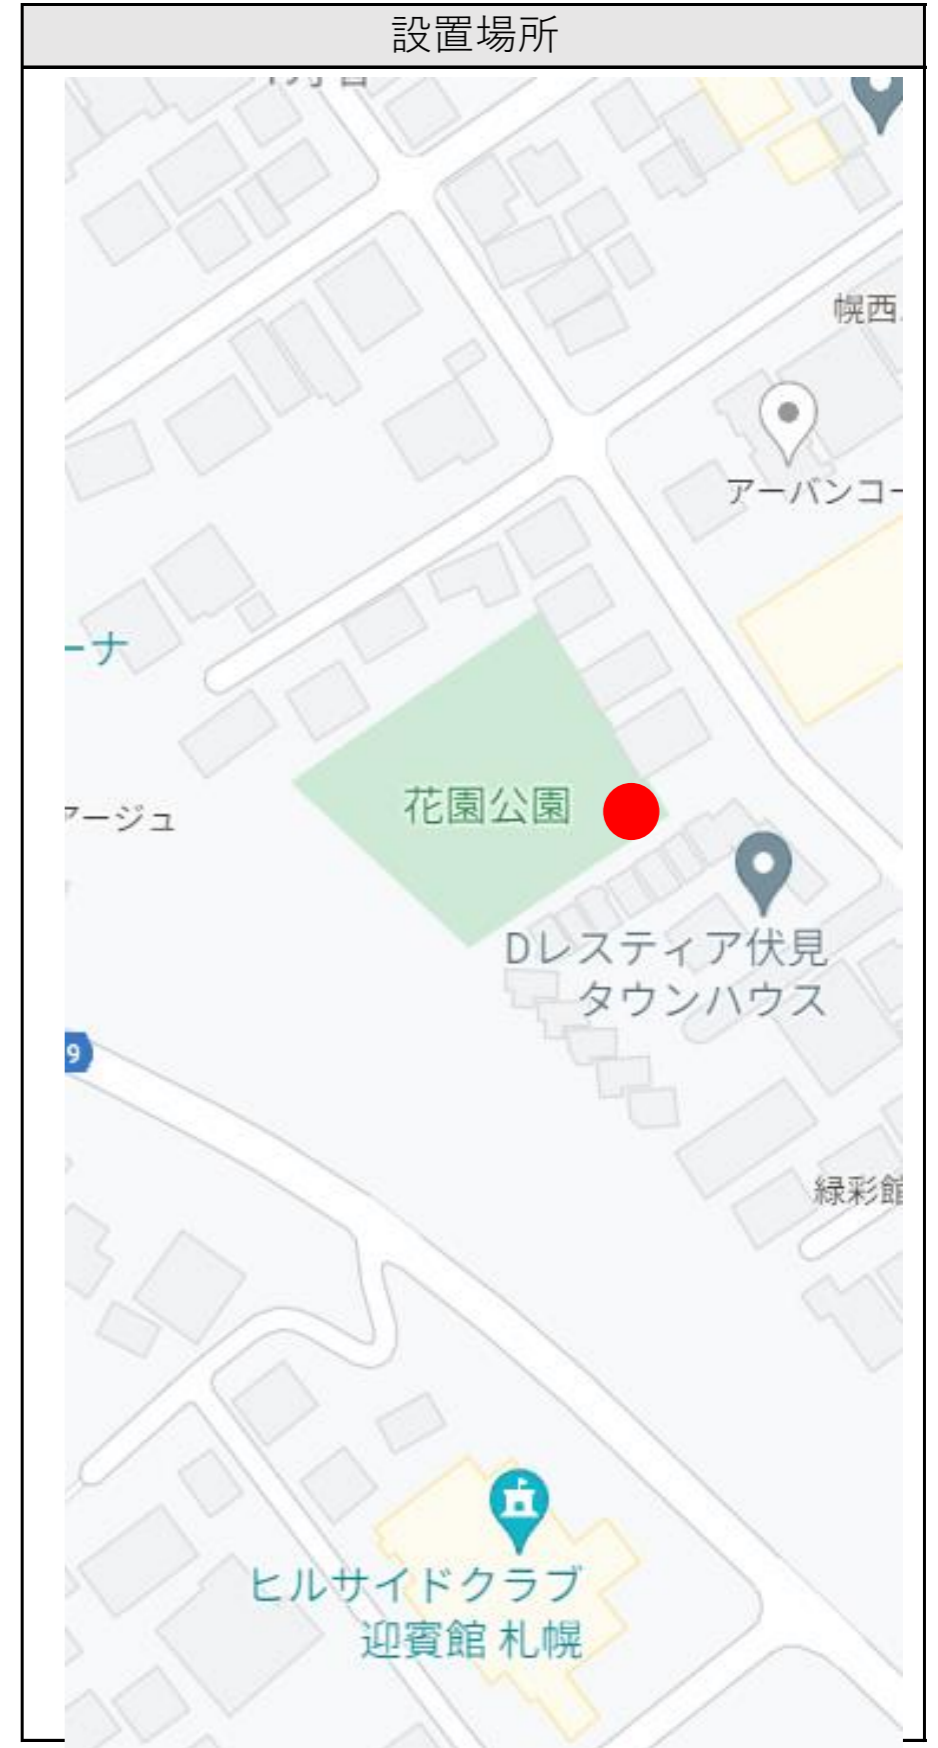 設置場所
幌西
アーバンコー
ーナ
アージュ
花園公園
Dレスティア伏見
タウンハウス
9
緑彩館
ヒルサイドクラブ
迎賓館 札幌